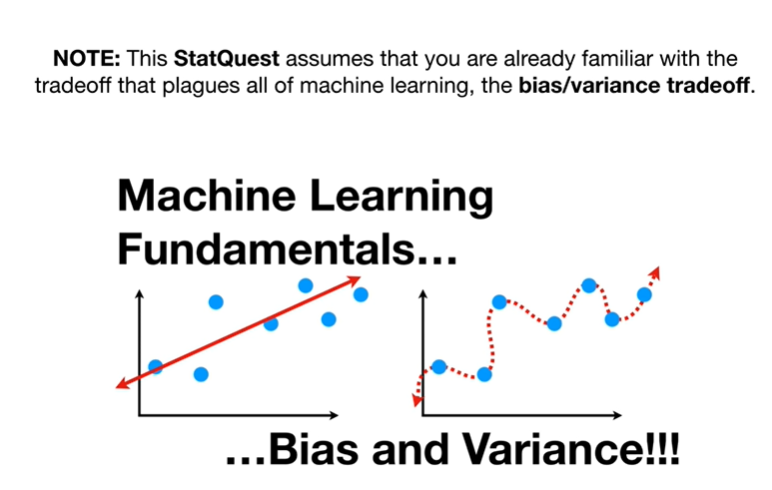 NOTE: This StatQuest assumes that you are already familiar with the
tradeoff that plagues all of machine learning, the bias/variance tradeoff.
Machine Learning
Fundamentals...
...Bias and Variance!!!